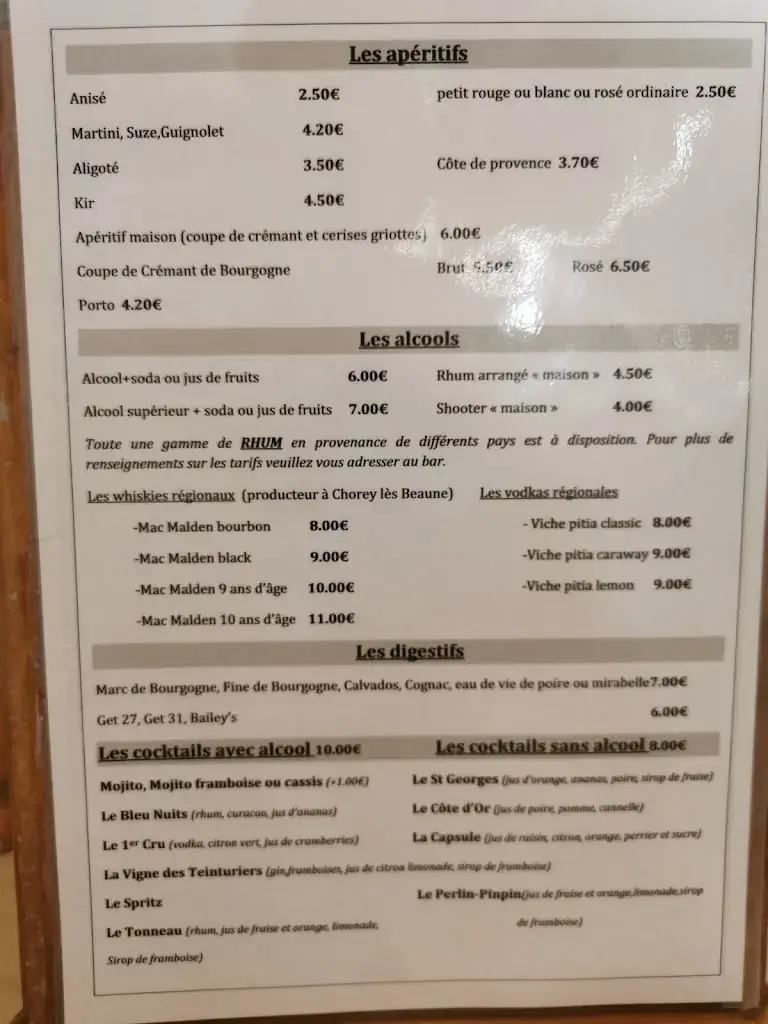 Les apéritifs
Anisé 2.50€ petit rouge ou blanc ou rosé ordinaire 2.50€
Martini, Suze,Guignolet 4.20€
Aligoté 3.50€ Côte de provence 3.70€
Kir 4.50€
Apéritif maison (coupe de crémant et cerises griottes) 6.00€
Coupe de Crémant de Bourgogne Brut Rosé 6.50€
Porto 4.20€
Les alcools
Alcool+soda ou jus de fruits 6.00€ Rhum arrangé « maison » 4.50€
Alcool supérieur + soda ou jus de fruits 7.00€ Shooter « maison » 4.00€
Toute une gamme de RHUM en provenance de différents pays est à disposition. Pour plus de
renseignements sur les tarifs veuillez vous adresser au bar.
Les whiskies régionaux (producteur à Chorey lès Beaune) Les vodkas régionales
-Mac Malden bourbon 8.00€ - Viche pitia classic 8.00€
-Mac Malden black 9.00€ -Viche pitia caraway 9.00€
-Mac Malden 9 ans d'âge 10.00€ -Viche pitia lemon 9.00€
-Mac Malden 10 ans d'âge 11.00€
Les digestifs
Marc de Bourgogne, Fine de Bourgogne, Calvados, Cognac, eau de vie de poire ou mirabelle7.00€
Get 27, Get 31, Bailey's 6.00€
Les cocktails avec alcool 10.00€ Les cocktails sans alcool 8.00€
Mojito, Mojito framboise ou cassis (+1.00€) Le St Georges (jus d'orange, ananas, poire, sirop de fraise)
Le Bleu Nuits (rhum, curacao, jus d'ananas) Le Côte d'Or (jus de poire, pomme, cannelle)
Le 1er Cru (vodka, citron vert, jus de cramberries) La Capsule (jus de raisin, citron, orange, perrier et sucre)
La Vigne des Teinturiers (gin,framboises, jus de citron limonade, sirop de framboise)
Le Spritz Le Perlin-Pinpin(jus de fraise et orange,limonade,sirop
Le Tonneau (rhum, jus de fraise et orange, limonade, de framboise)
Sirop de framboise)